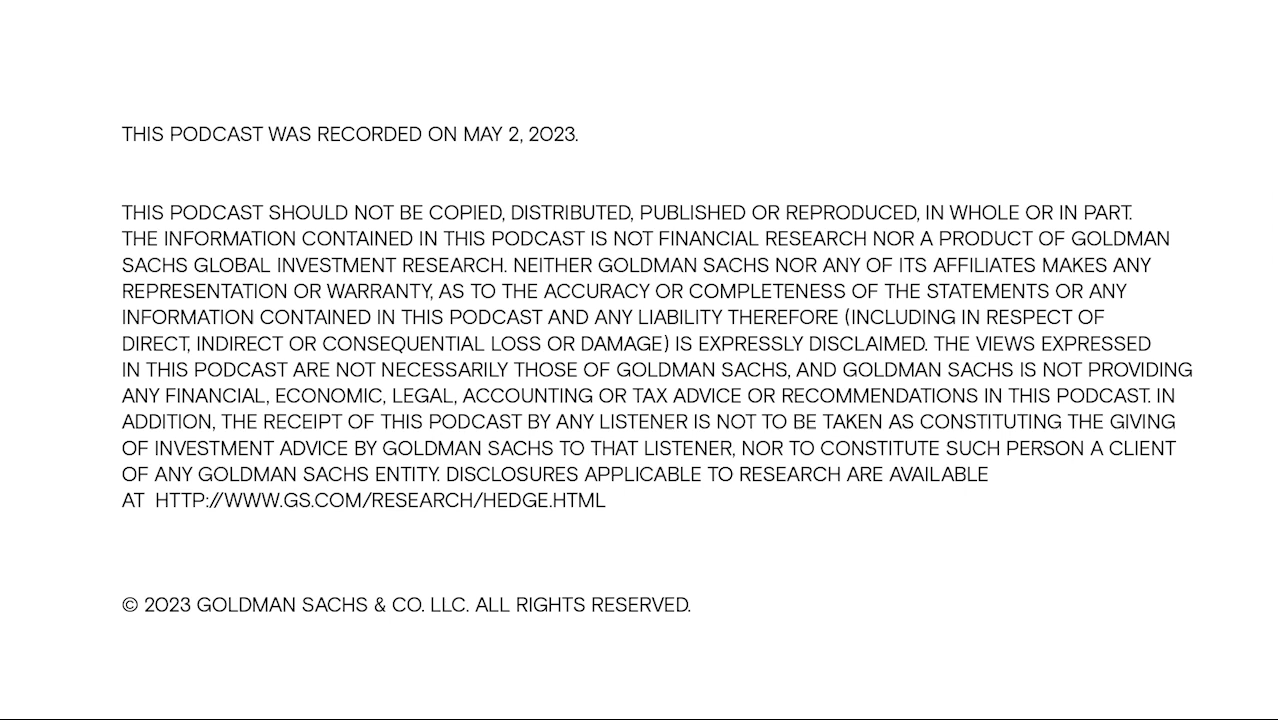 THIS PODCAST WAS RECORDED ON MAY 2, 2023.
THIS PODCAST SHOULD NOT BE COPIED, DISTRIBUTED, PUBLISHED OR REPRODUCED, IN WHOLE OR IN PART.
THE INFORMATION CONTAINED IN THIS PODCAST IS NOT FINANCIAL RESEARCH NOR A PRODUCT OF GOLDMAN
SACHS GLOBAL INVESTMENT RESEARCH. NEITHER GOLDMAN SACHS NOR ANY OF ITS AFFILIATES MAKES ANY
REPRESENTATION OR WARRANTY, AS TO THE ACCURACY OR COMPLETENESS OF THE STATEMENTS OR ANY
INFORMATION CONTAINED IN THIS PODCAST AND ANY LIABILITY THEREFORE (INCLUDING IN RESPECT OF
DIRECT, INDIRECT OR CONSEQUENTIAL LOSS OR DAMAGE) IS EXPRESSLY DISCLAIMED. THE VIEWS EXPRESSED
IN THIS PODCAST ARE NOT NECESSARILY THOSE OF GOLDMAN SACHS, AND GOLDMAN SACHS IS NOT PROVIDING
ANY FINANCIAL, ECONOMIC, LEGAL, ACCOUNTING OR TAX ADVICE OR RECOMMENDATIONS IN THIS PODCAST. IN
ADDITION, THE RECEIPT OF THIS PODCAST BY ANY LISTENER IS NOT TO BE TAKEN AS CONSTITUTING THE GIVING
OF INVESTMENT ADVICE BY GOLDMAN SACHS TO THAT LISTENER, NOR TO CONSTITUTE SUCH PERSON A CLIENT
OF ANY GOLDMAN SACHS ENTITY. DISCLOSURES APPLICABLE TO RESEARCH ARE AVAILABLE
AT HTTP://WWW.GS.COM/RESEARCH/HEDGE.HTML
© 2023 GOLDMAN SACHS & CO. LLC. ALL RIGHTS RESERVED.